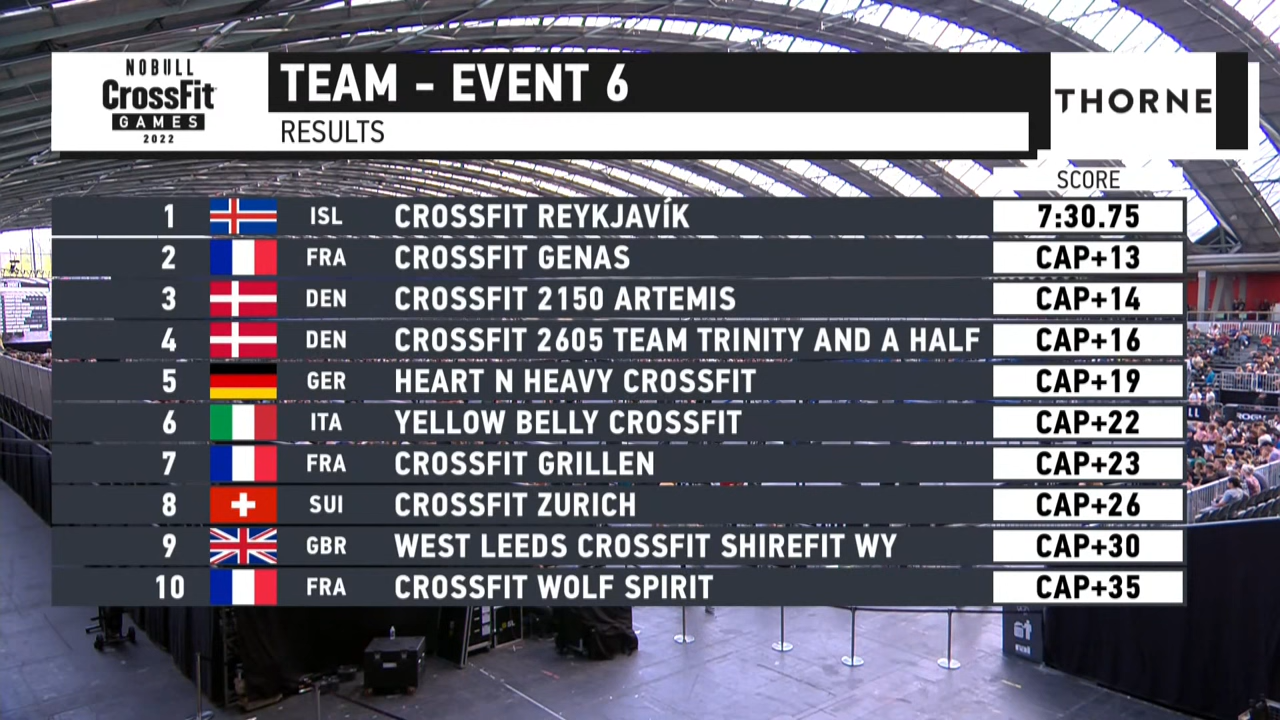 NOBULL
CrossFit
GAMES
2022
TEAM – EVENT 6
RESULTS
THORNE
SCORE
1 ISL CROSSFIT REYKJAVÍK 7:30.75
2 FRA CROSSFIT GENAS CAP+13
3 DEN CROSSFIT 2150 ARTEMIS CAP+14
4 DEN CROSSFIT 2605 TEAM TRINITY AND A HALF CAP+16
5 GER HEART N HEAVY CROSSFIT CAP+19
6 ITA YELLOW BELLY CROSSFIT CAP+22
7 FRA CROSSFIT GRILLEN CAP+23
8 SUI CROSSFIT ZURICH CAP+26
9 GBR WEST LEEDS CROSSFIT SHIREFIT WY CAP+30
10 FRA CROSSFIT WOLF SPIRIT CAP+35